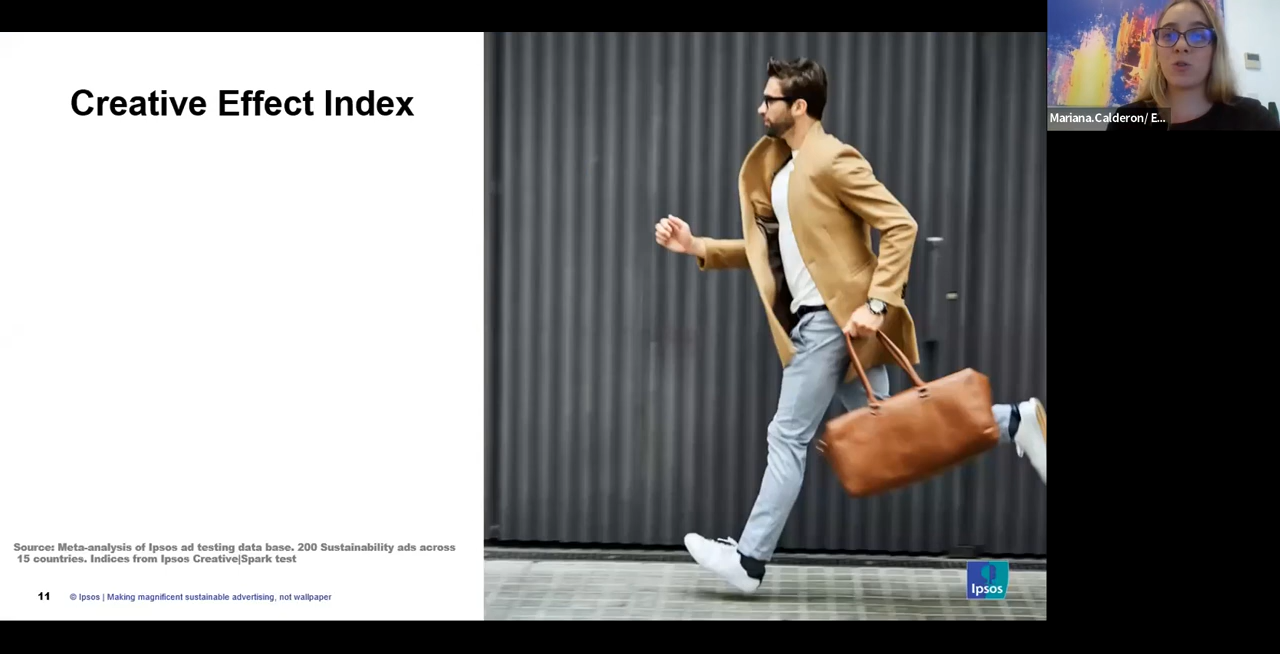 Creative Effect Index
Mariana.Calderon/ E...
Source: Meta-analysis of Ipsos ad testing data base. 200 Sustainability ads across
15 countries. Indices from Ipsos Creative|Spark test
11
© Ipsos | Making magnificent sustainable advertising, not wallpaper
Ipsos